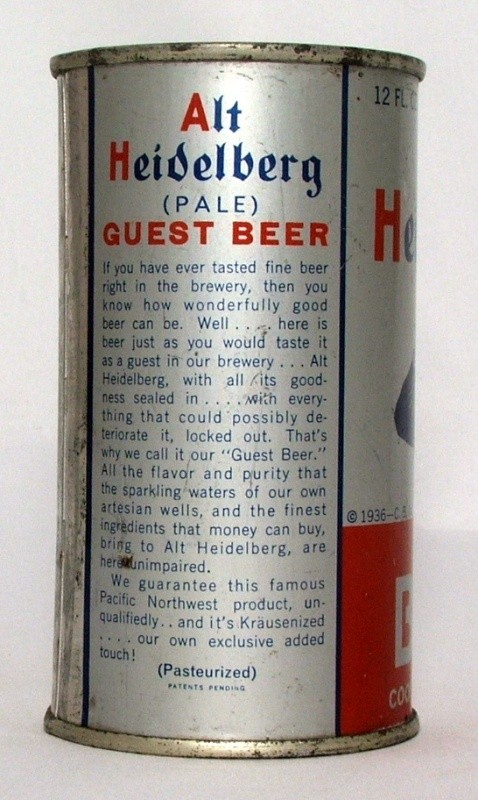 Alt
Heidelberg
(PALE)
GUEST BEER
If you have ever tasted fine beer
right in the brewery, then you
know how wonderfully good
beer can be. Well .... here is
beer just as you would taste it
as a guest in our brewery ... Alt
Heidelberg, with all its good-
ness sealed in .... with every-
thing that could possibly de-
teriorate it, locked out. That's
why we call it our "Guest Beer."
All the flavor and purity that
the sparkling waters of our own
artesian wells, and the finest
ingredients that money can buy,
bring to Alt Heidelberg, are
here unimpaired.
We guarantee this famous
Pacific Northwest product, un-
qualifiedly.. and it's Kräusenized
.... our own exclusive added
touch!
(Pasteurized)
PATENTS PENDING
12 FL.
He
© 1936—C. B.
COO